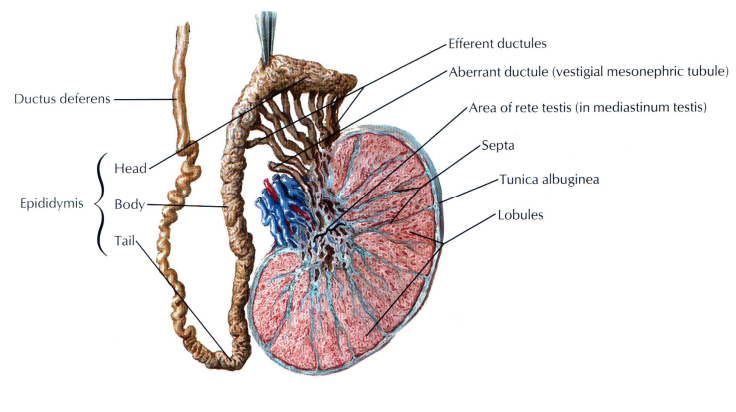 Efferent ductules
Aberrant ductule (vestigial mesonephric tubule)
Ductus deferens
Area of rete testis (in mediastinum testis)
Septa
Head
Tunica albuginea
Epididymis
Body
Lobules
Tail